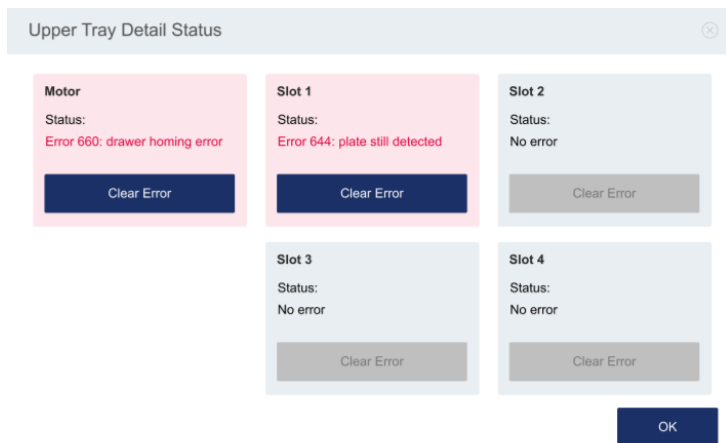 Upper Tray Detail Status
Motor
Status:
Error 660: drawer homing error
Clear Error
Slot 1
Status:
Error 644: plate still detected
Clear Error
Slot 2
Status:
No error
Clear Error
Slot 3
Status:
No error
Clear Error
Slot 4
Status:
No error
Clear Error
OK